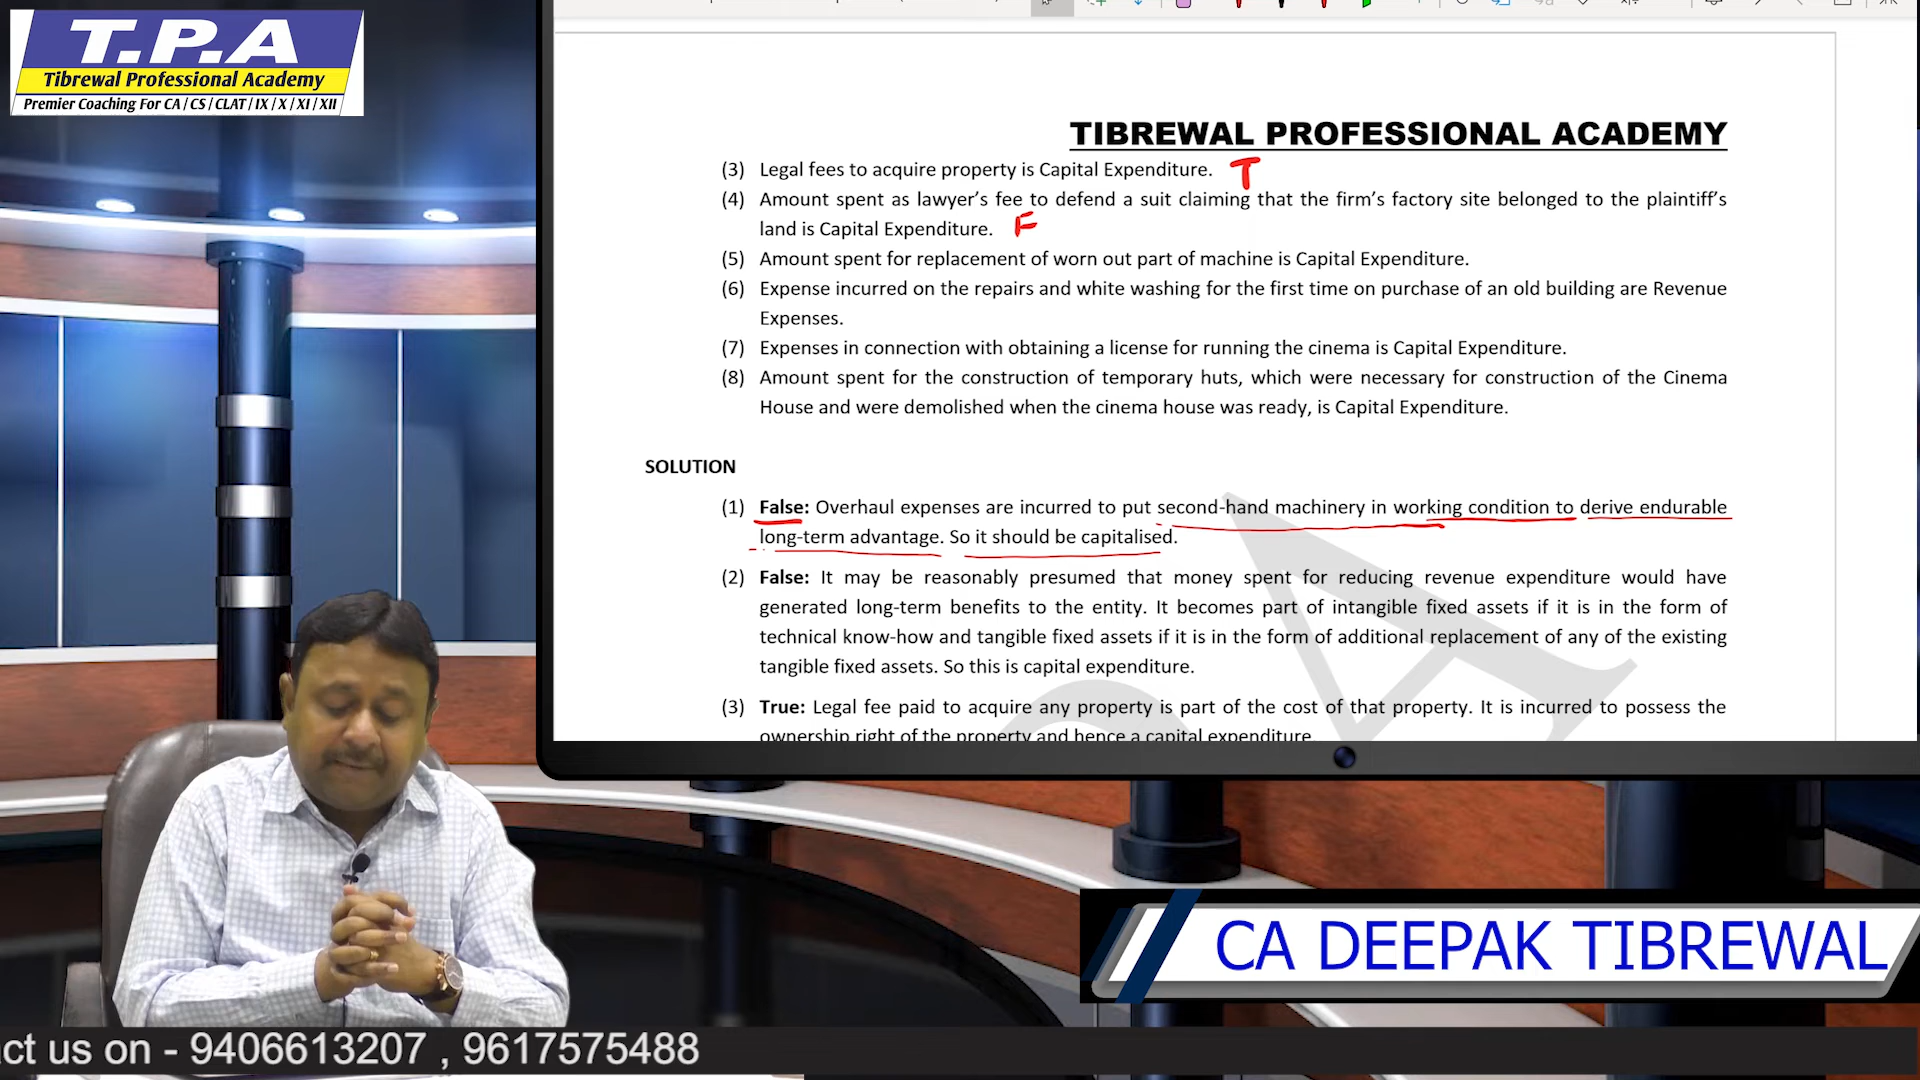 T.P.A
Tibrewal Professional Academy
Premier Coaching For CA / CS / CLAT / IX / X / XI / XII
TIBREWAL PROFESSIONAL ACADEMY
(3) Legal fees to acquire property is Capital Expenditure. T
(4) Amount spent as lawyer's fee to defend a suit claiming that the firm's factory site belonged to the plaintiff's
land is Capital Expenditure. F
(5) Amount spent for replacement of worn out part of machine is Capital Expenditure.
(6) Expense incurred on the repairs and white washing for the first time on purchase of an old building are Revenue
Expenses.
(7) Expenses in connection with obtaining a license for running the cinema is Capital Expenditure.
(8) Amount spent for the construction of temporary huts, which were necessary for construction of the Cinema
House and were demolished when the cinema house was ready, is Capital Expenditure.
SOLUTION
(1) False: Overhaul expenses are incurred to put second-hand machinery in working condition to derive endurable
long-term advantage. So it should be capitalised.
(2) False: It may be reasonably presumed that money spent for reducing revenue expenditure would have
generated long-term benefits to the entity. It becomes part of intangible fixed assets if it is in the form of
technical know-how and tangible fixed assets if it is in the form of additional replacement of any of the existing
tangible fixed assets. So this is capital expenditure.
(3) True: Legal fee paid to acquire any property is part of the cost of that property. It is incurred to possess the
ownership right of the property and hence a capital expenditure.
CA DEEPAK TIBREWAL
ct us on - 9406613207 , 9617575488